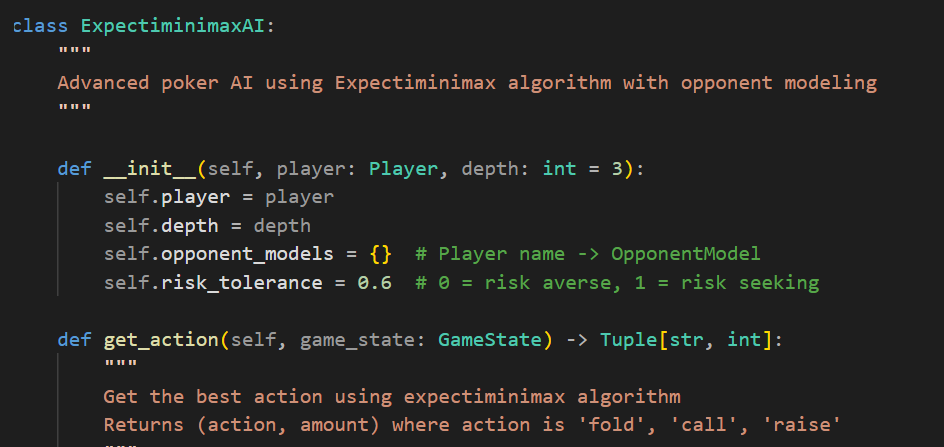 class ExpectiminimaxAI:
"""
Advanced poker AI using Expectiminimax algorithm with opponent modeling
"""
def __init__(self, player: Player, depth: int = 3):
self.player = player
self.depth = depth
self.opponent_models = {}  # Player name -> OpponentModel
self.risk_tolerance = 0.6  # 0 = risk averse, 1 = risk seeking
def get_action(self, game_state: GameState) -> Tuple[str, int]:
"""
Get the best action using expectiminimax algorithm
Returns (action, amount) where action is 'fold', 'call', 'raise'
"""